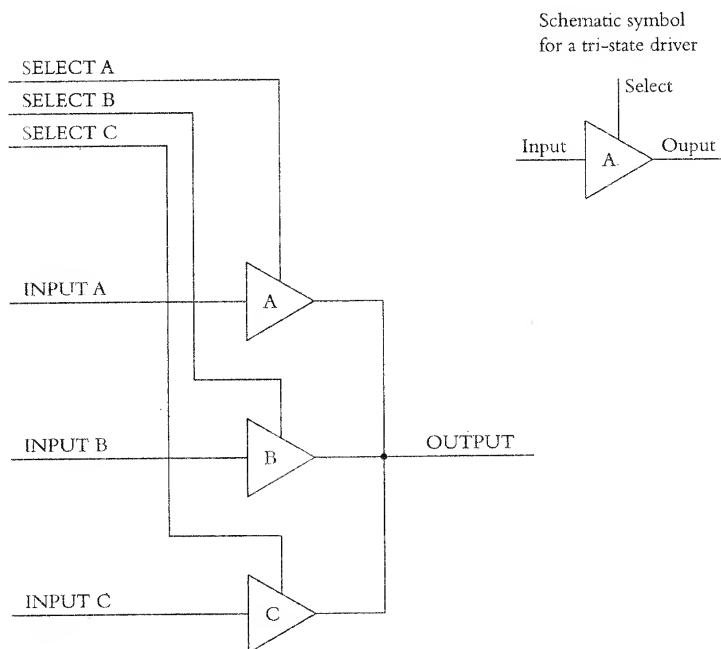 Schematic symbol
for a tri-state driver
SELECT A
SELECT B
SELECT C
Select
Input
A
Ouput
INPUT A
A
INPUT B
B
OUTPUT
INPUT C
C